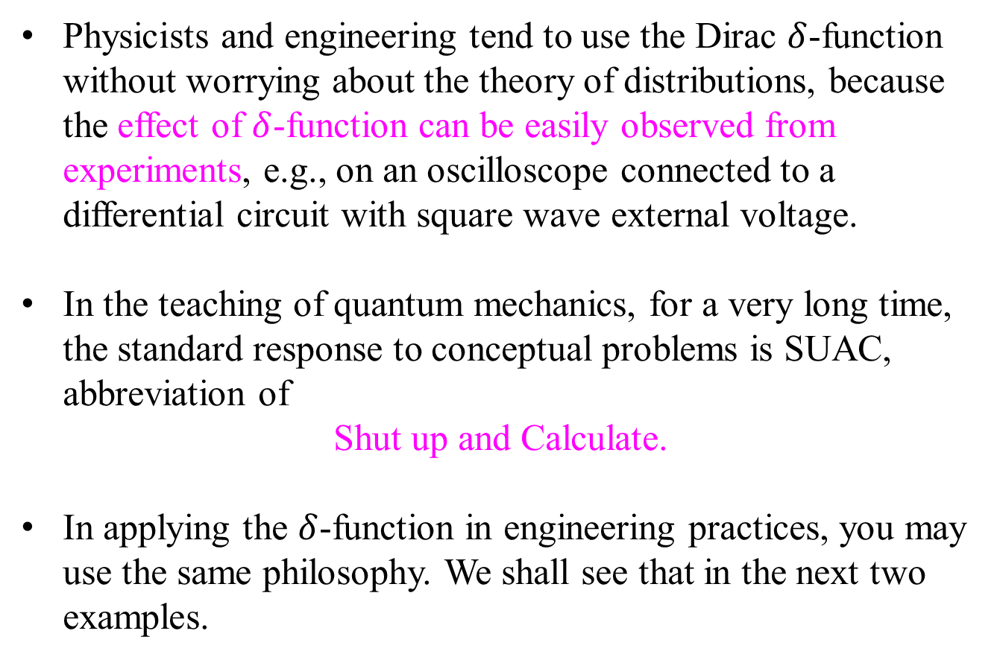 • Physicists and engineering tend to use the Dirac δ-function
without worrying about the theory of distributions, because
the effect of δ-function can be easily observed from
experiments, e.g., on an oscilloscope connected to a
differential circuit with square wave external voltage.
• In the teaching of quantum mechanics, for a very long time,
the standard response to conceptual problems is SUAC,
abbreviation of
Shut up and Calculate.
• In applying the δ-function in engineering practices, you may
use the same philosophy. We shall see that in the next two
examples.